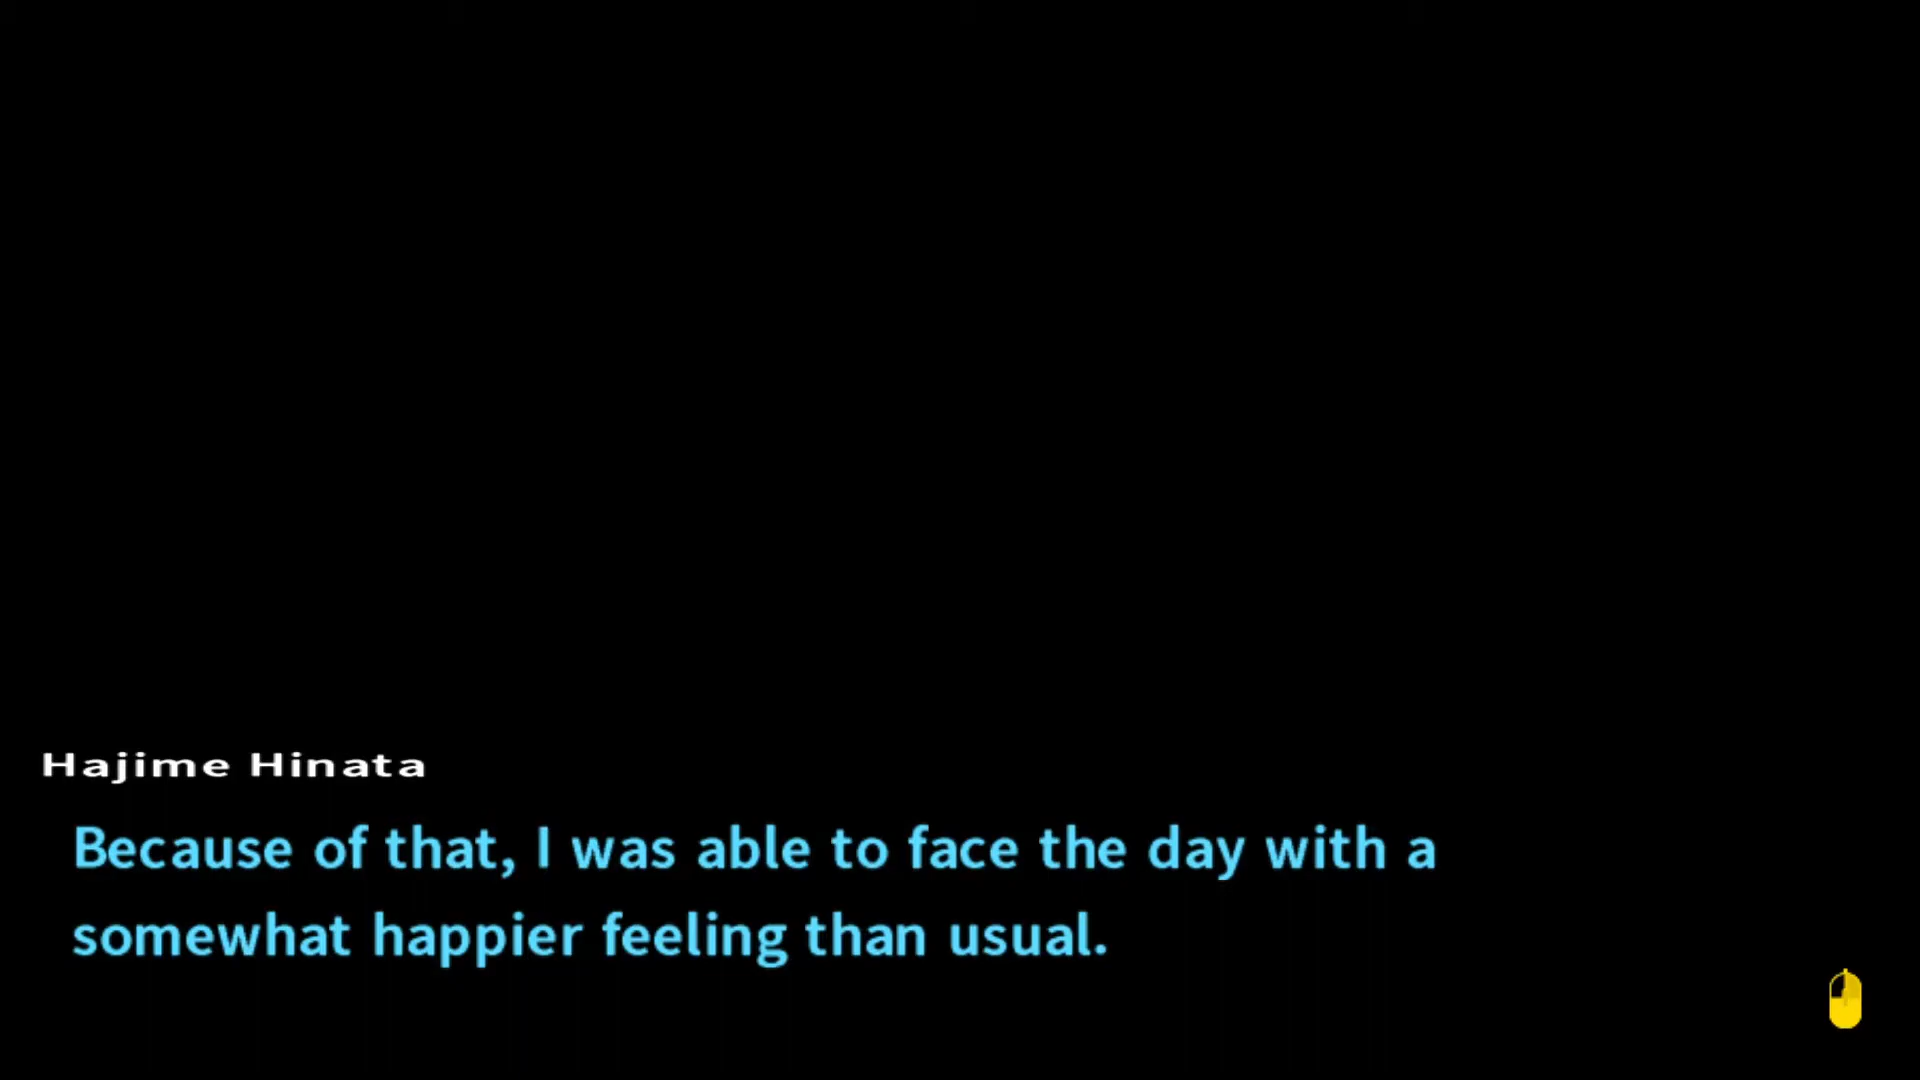 Hajime Hinata
Because of that, I was able to face the day with a
somewhat happier feeling than usual.